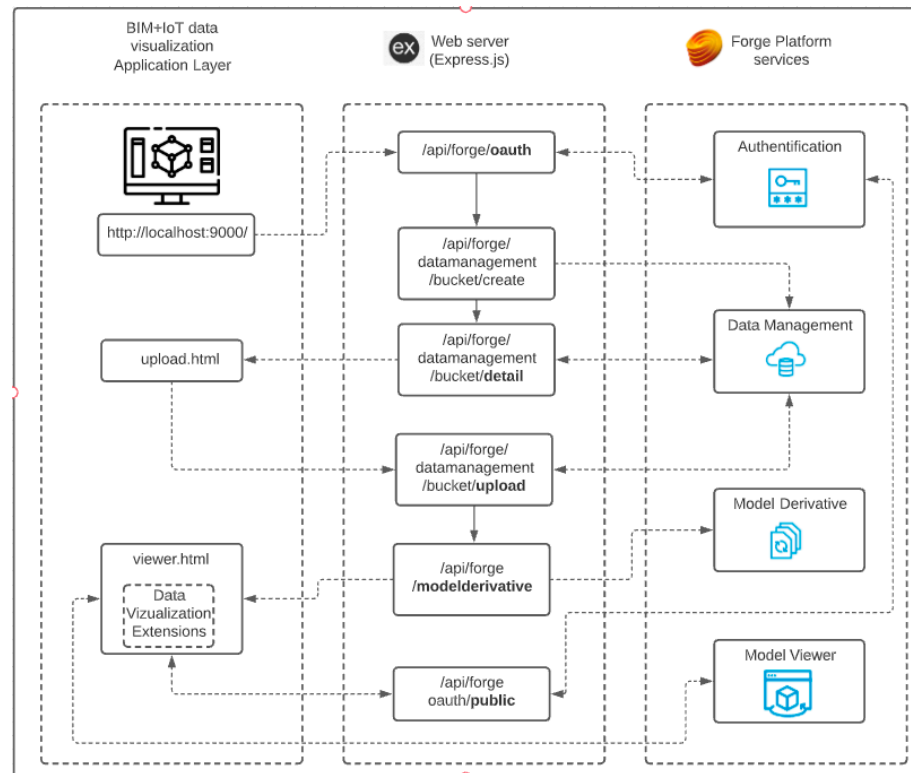 BIM+IoT data
visualization
Application Layer
ex
Web server
(Express.js)
Forge Platform
services
http://localhost:9000/
upload.html
viewer.html
Data
Vizualization
Extensions
/api/forge/oauth
/api/forge/
datamanagement
/bucket/create
/api/forge/
datamanagement
/bucket/detail
/api/forge/
datamanagement
/bucket/upload
/api/forge
/modelderivative
/api/forge
oauth/public
Authentification
Data Management
Model Derivative
Model Viewer